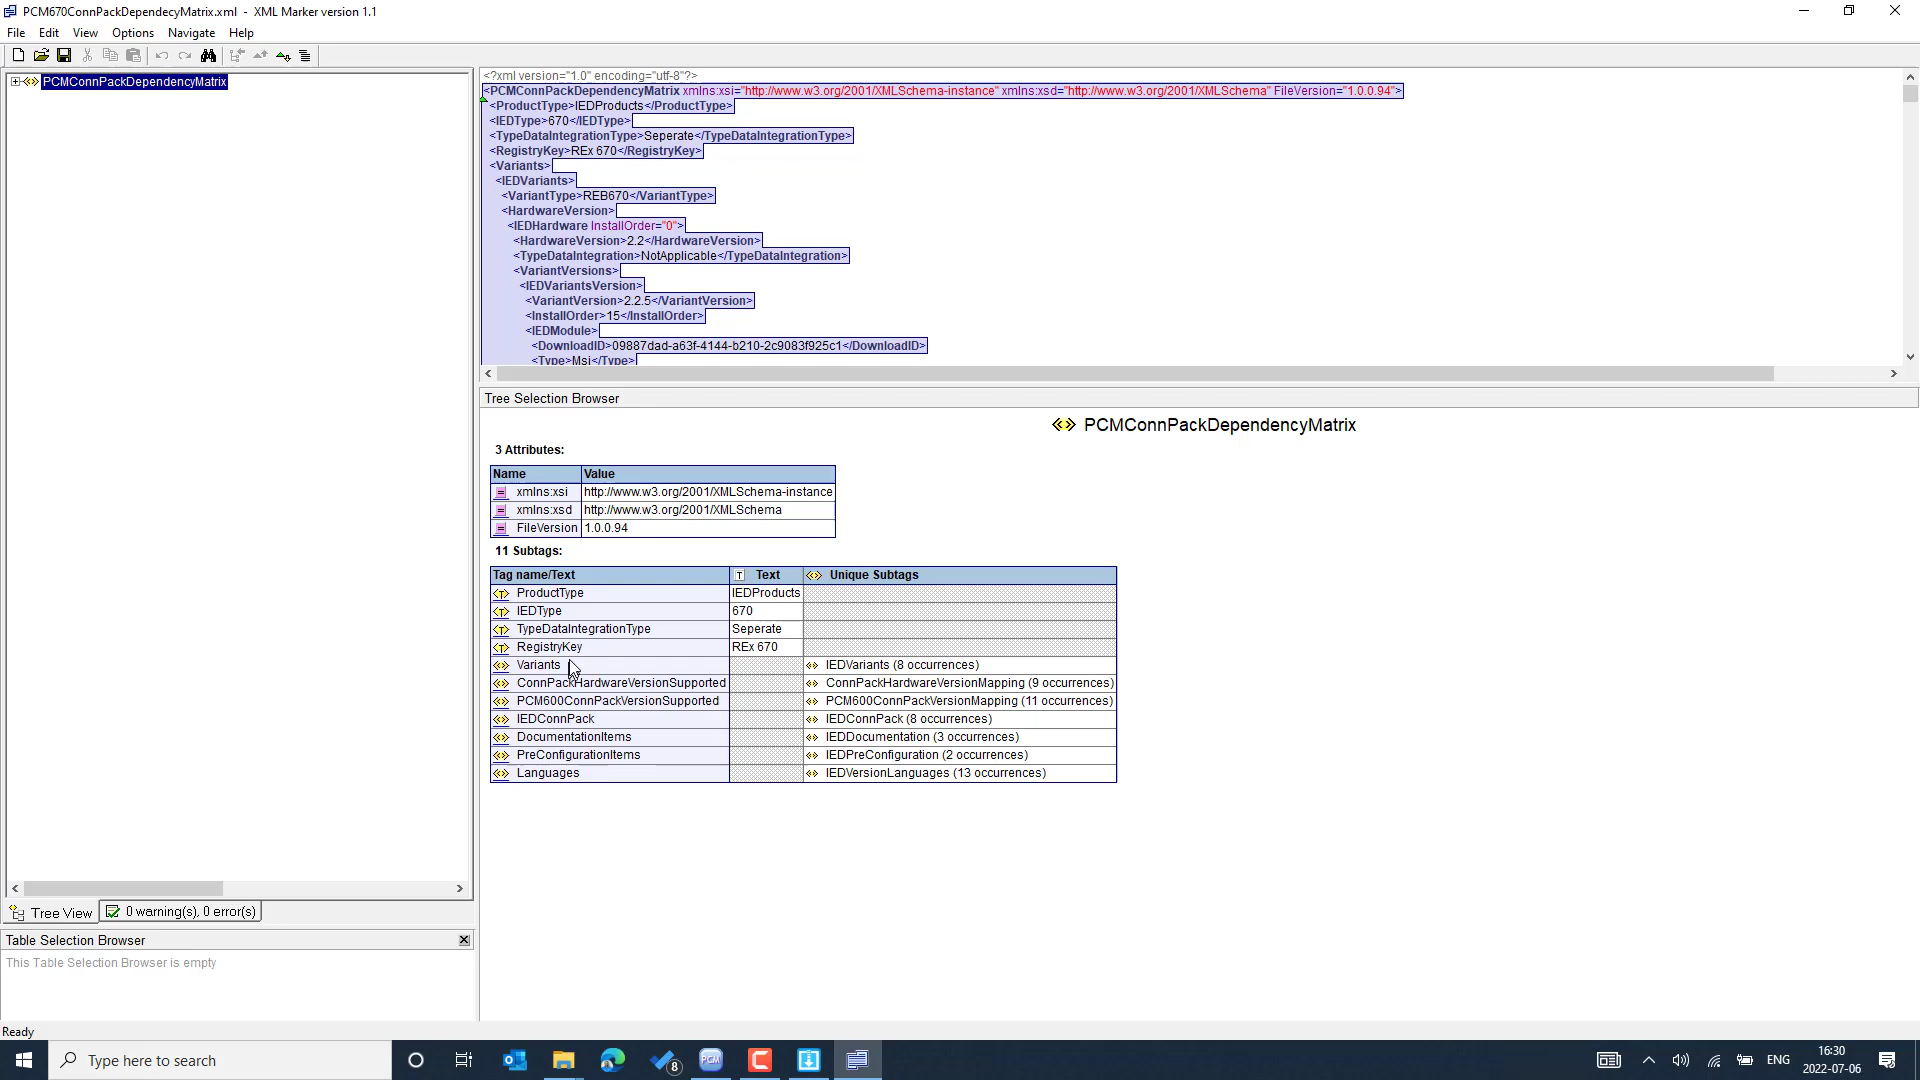 PCM670ConnPackDependecyMatrix.xml - XML Marker version 1.1
File Edit View Options Navigate Help
PCMConnPackDependencyMatrix
<?xml version="1.0" encoding="utf-8"?>
<PCMConnPackDependencyMatrix xmlns:xsi="http://www.w3.org/2001/XMLSchema-instance" xmlns:xsd="http://www.w3.org/2001/XMLSchema" FileVersion="1.0.0.94">
<ProductType>IEDProducts</ProductType>
<IEDType>670</IEDType>
<TypeDataIntegrationType>Seperate</TypeDataIntegrationType>
<RegistryKey>REx 670</RegistryKey>
<Variants>
<IEDVariants>
<VariantType>REB670</VariantType>
<HardwareVersion>
<IEDHardware InstallOrder="0">
<HardwareVersion>2.2</HardwareVersion>
<TypeDataIntegration>NotApplicable</TypeDataIntegration>
<VariantVersions>
<IEDVariantsVersion>
<VariantVersion>2.2.5</VariantVersion>
<InstallOrder>15</InstallOrder>
<IEDModule>
<DownloadID>09887dad-a63f-4144-b210-2c9083f925c1</DownloadID>
<Type>Msi</Type>
Tree Selection Browser
PCMConnPackDependencyMatrix
3 Attributes:
Name Value
xmlns:xsi http://www.w3.org/2001/XMLSchema-instance
xmlns:xsd http://www.w3.org/2001/XMLSchema
FileVersion 1.0.0.94
11 Subtags:
Tag name/Text T Text Unique Subtags
ProductType IEDProducts
IEDType 670
TypeDataIntegrationType Seperate
RegistryKey REx 670
Variants IEDVariants (8 occurrences)
ConnPackHardwareVersionSupported ConnPackHardwareVersionMapping (9 occurrences)
PCM600ConnPackVersionSupported PCM600ConnPackVersionMapping (11 occurrences)
IEDConnPack IEDConnPack (8 occurrences)
DocumentationItems IEDDocumentation (3 occurrences)
PreConfigurationItems IEDPreConfiguration (2 occurrences)
Languages IEDVersionLanguages (13 occurrences)
Tree View 0 warning(s), 0 error(s)
Table Selection Browser
This Table Selection Browser is empty
Ready
Type here to search
8
PCM
ENG
16:30
2022-07-06